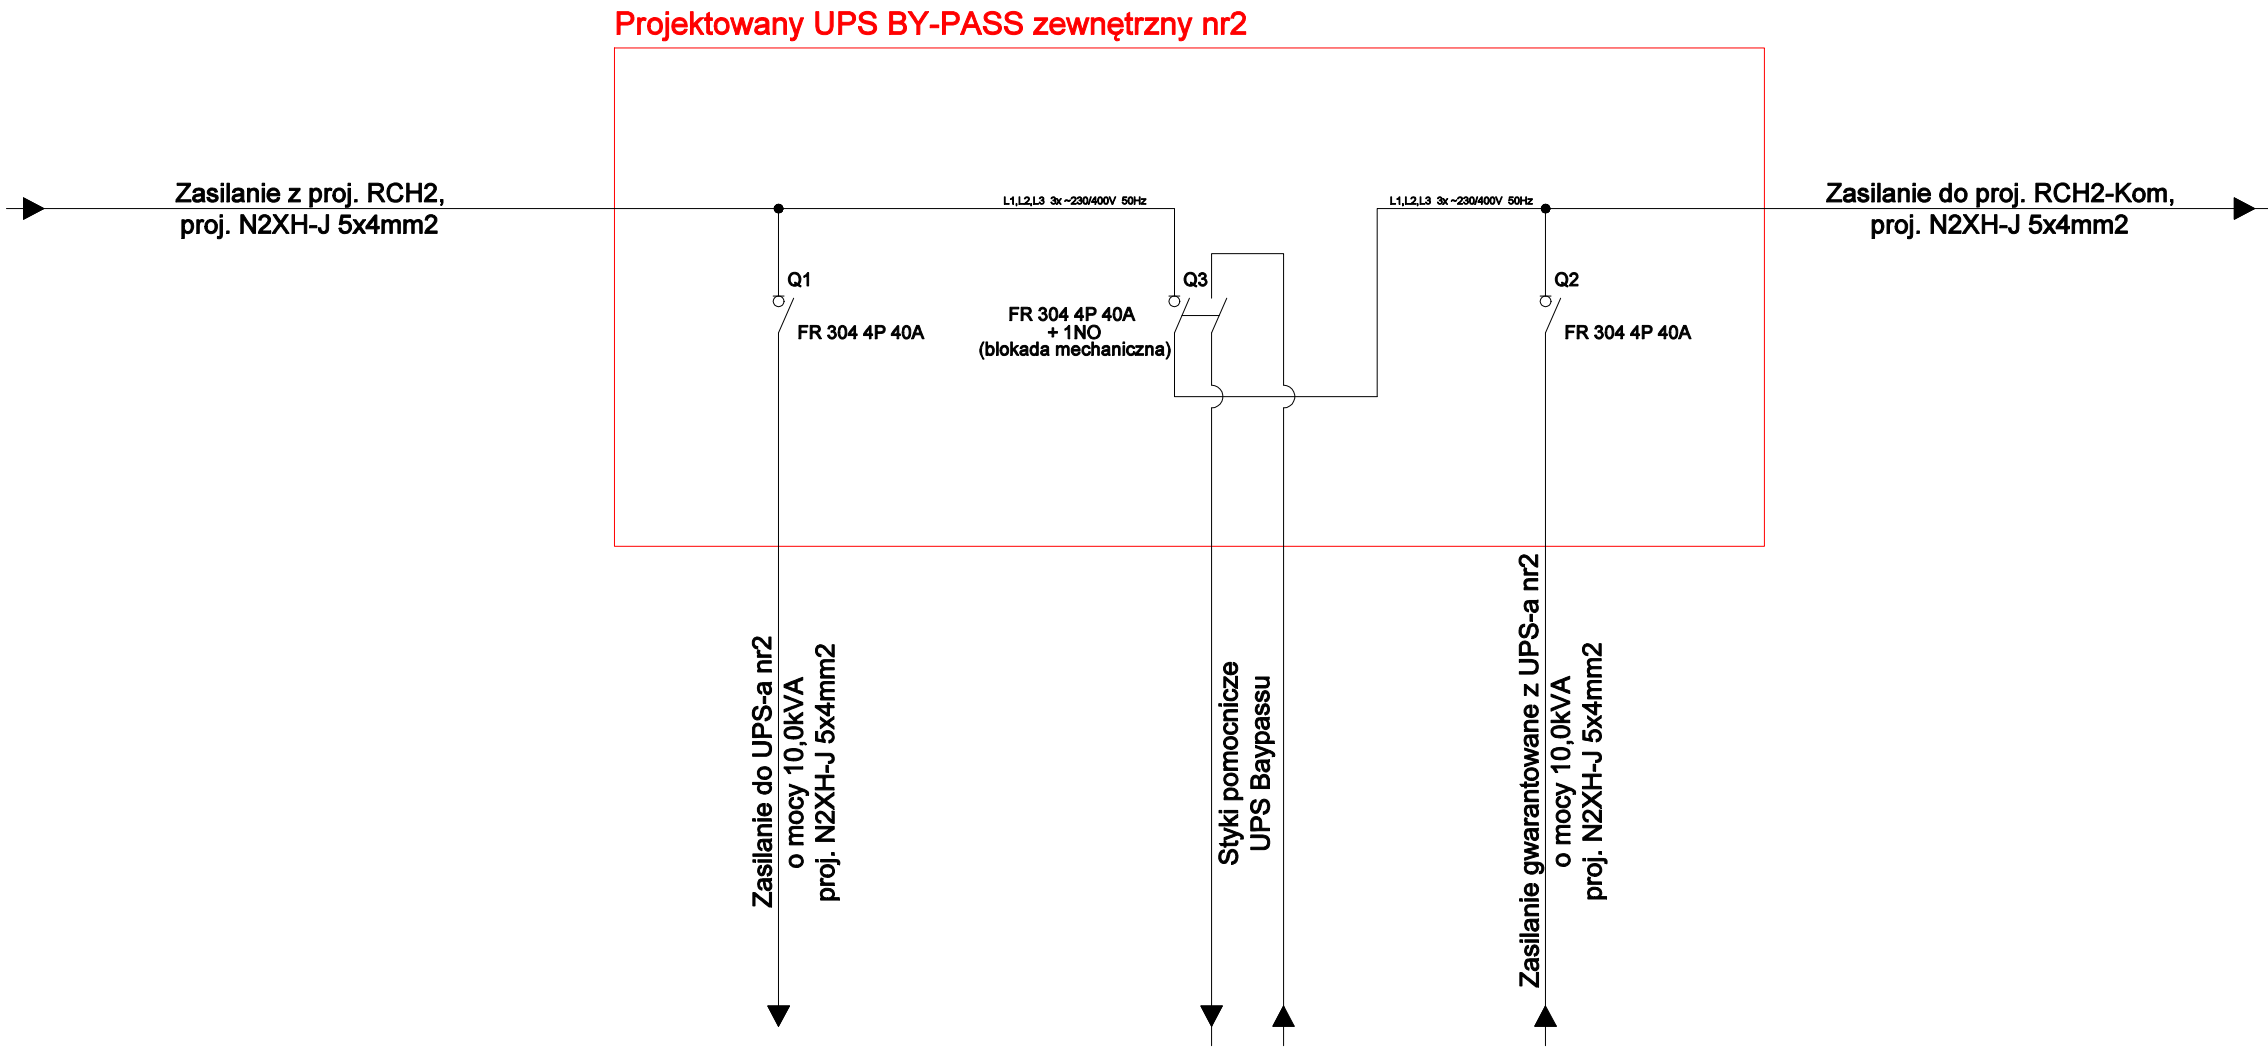 Projektowany UPS BY-PASS zewnętrzny nr2
Zasilanie z proj. RCH2,
proj. N2XH-J 5x4mm2
L1,L2,L3 3x ~230/400V 50Hz
L1,L2,L3 3x ~230/400V 50Hz
Zasilanie do proj. RCH2-Kom,
proj. N2XH-J 5x4mm2
Q1
FR 304 4P 40A
Q3
FR 304 4P 40A
+ 1NO
(blokada mechaniczna)
Q2
FR 304 4P 40A
Zasilanie do UPS-a nr2
o mocy 10,0kVA
proj. N2XH-J 5x4mm2
Styki pomocnicze
UPS Baypassu
Zasilanie gwarantowane z UPS-a nr2
o mocy 10,0kVA
proj. N2XH-J 5x4mm2